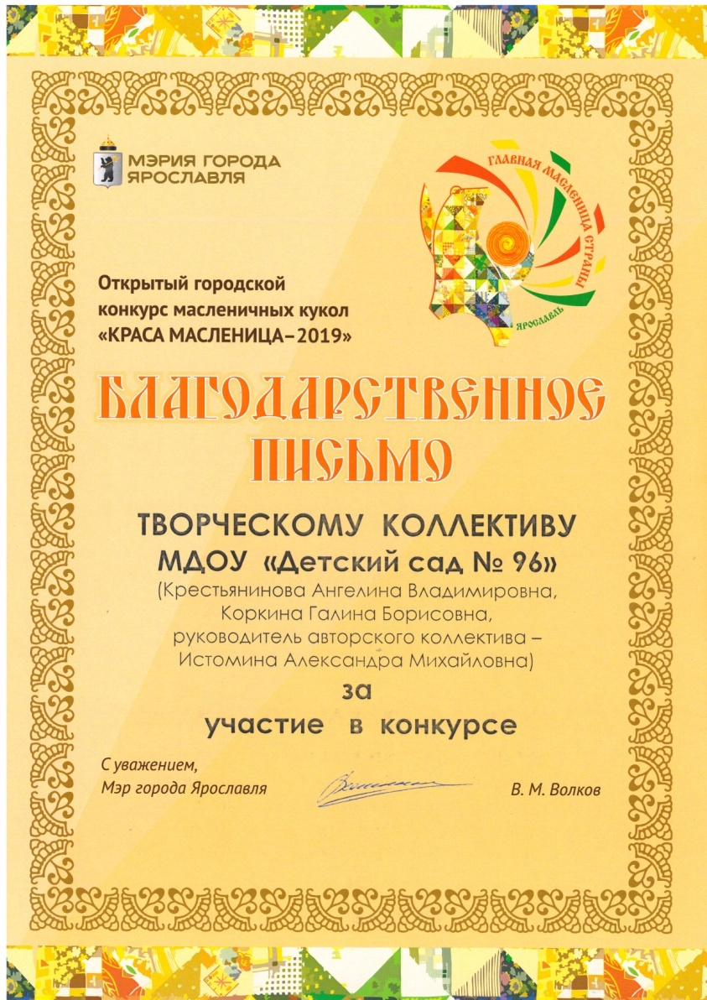 МЭРИЯ ГОРОДА
ЯРОСЛАВЛЯ
ГЛАВНАЯ МАСЛЕНИЦА СТРАНЫ
ЯРОСЛАВЛЬ
Открытый городской
конкурс масленичных кукол
«КРАСА МАСЛЕНИЦА–2019»
БЛАГОДАРСТВЕННОЕ
ПИСЬМО
ТВОРЧЕСКОМУ КОЛЛЕКТИВУ
МДОУ «Детский сад № 96»
(Крестьянинова Ангелина Владимировна,
Коркина Галина Борисовна,
руководитель авторского коллектива –
Истомина Александра Михайловна)
за
участие в конкурсе
С уважением,
Мэр города Ярославля
В. М. Волков